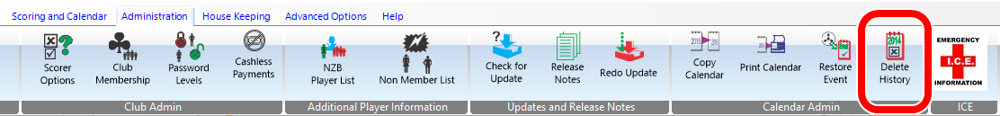 Scoring and Calendar Administration House Keeping Advanced Options Help
2015 2016 2014 EMERGENCY
I.C.E.
INFORMATION
Scorer Options
Club Membership
Password Levels
Cashless Payments
NZB Player List
Non Member List
Check for Update
Release Notes
Redo Update
Copy Calendar
Print Calendar
Restore Event
Delete History
Club Admin Additional Player Information Updates and Release Notes Calendar Admin ICE